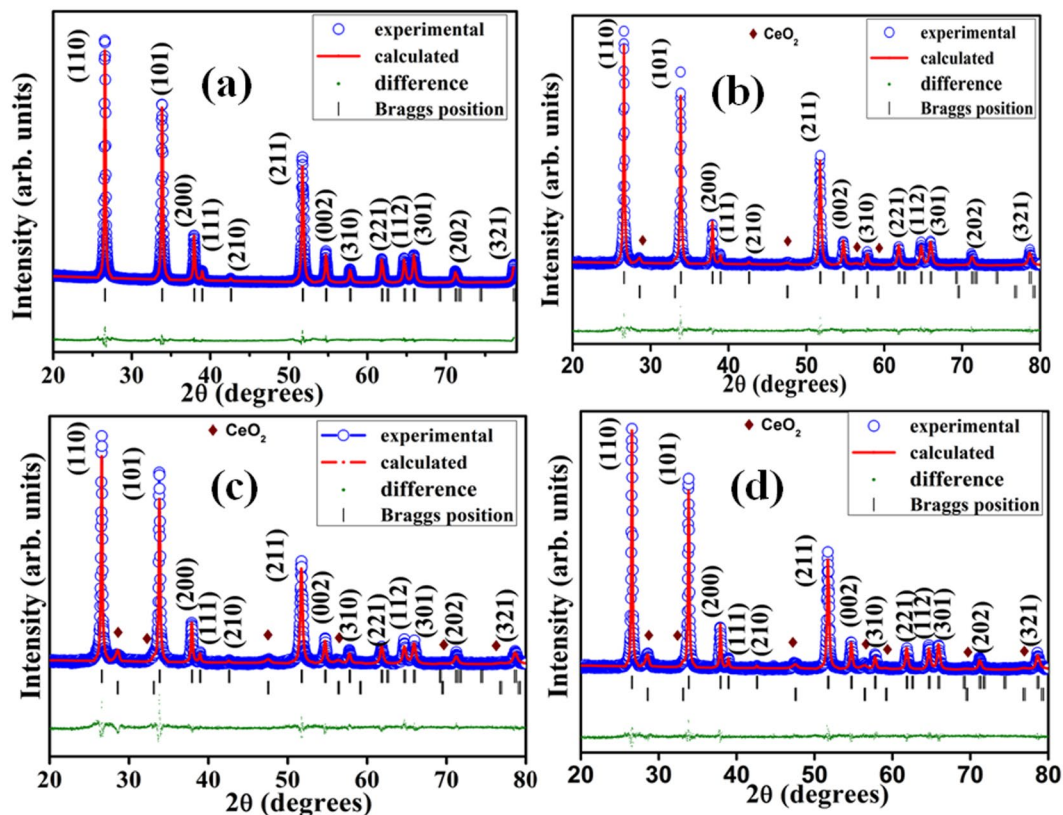 (a)
experimental
calculated
difference
Braggs position
(110)
(101)
(200)
(111)
(210)
(211)
(002)
(310)
(221)
(112)
(301)
(202)
(321)
Intensity (arb. units)
20 30 40 50 60 70
2θ (degrees)
(b)
CeO2
experimental
calculated
difference
Braggs position
(110)
(101)
(200)
(111)
(210)
(211)
(002)
(310)
(221)
(112)
(301)
(202)
(321)
Intensity (arb. units)
20 30 40 50 60 70 80
2θ (degrees)
(c)
CeO2
experimental
calculated
difference
Braggs position
(110)
(101)
(200)
(111)
(210)
(211)
(002)
(310)
(221)
(112)
(301)
(202)
(321)
Intensity (arb. units)
20 30 40 50 60 70 80
2θ (degrees)
(d)
CeO2
experimental
calculated
difference
Braggs position
(110)
(101)
(200)
(111)
(210)
(211)
(002)
(310)
(221)
(112)
(301)
(202)
(321)
Intensity (arb. units)
20 30 40 50 60 70 80
2θ (degrees)